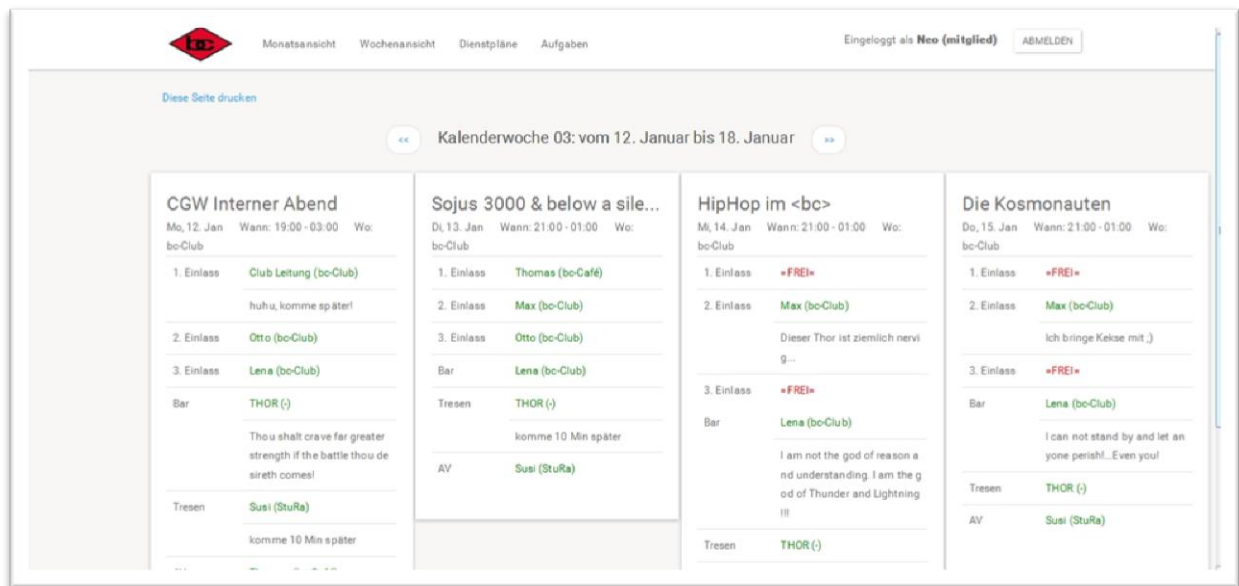 bc
Monatsansicht Wochenansicht Dienstpläne Aufgaben
Eingeloggt als Neo (mitglied) ABMELDEN
Diese Seite drucken
<< Kalenderwoche 03: vom 12. Januar bis 18. Januar >>
CGW Interner Abend
Mo, 12. Jan Wann: 19:00 - 03:00 Wo:
bc-Club
1. Einlass Club Leitung (bc-Club)
huhu, komme später!
2. Einlass Otto (bc-Club)
3. Einlass Lena (bc-Club)
Bar THOR (-)
Thou shalt crave far greater
strength if the battle thou de
sireth comes!
Tresen Susi (StuRa)
komme 10 Min später
Sojus 3000 & below a sile...
Di, 13. Jan Wann: 21:00 - 01:00 Wo:
bc-Club
1. Einlass Thomas (bc-Café)
2. Einlass Max (bc-Club)
3. Einlass Otto (bc-Club)
Bar Lena (bc-Club)
Tresen THOR (-)
komme 10 Min später
AV Susi (StuRa)
HipHop im <bc>
Mi, 14. Jan Wann: 21:00 - 01:00 Wo:
bc-Club
1. Einlass =FREI=
2. Einlass Max (bc-Club)
Dieser Thor ist ziemlich nervi
g...
3. Einlass =FREI=
Bar Lena (bc-Club)
I am not the god of reason a
nd understanding. I am the g
od of Thunder and Lightning
!!!
Tresen THOR (-)
Die Kosmonauten
Do, 15. Jan Wann: 21:00 - 01:00 Wo:
bc-Club
1. Einlass =FREI=
2. Einlass Max (bc-Club)
Ich bringe Kekse mit ;)
3. Einlass =FREI=
Bar Lena (bc-Club)
I can not stand by and let an
yone perish!...Even you!
Tresen THOR (-)
AV Susi (StuRa)